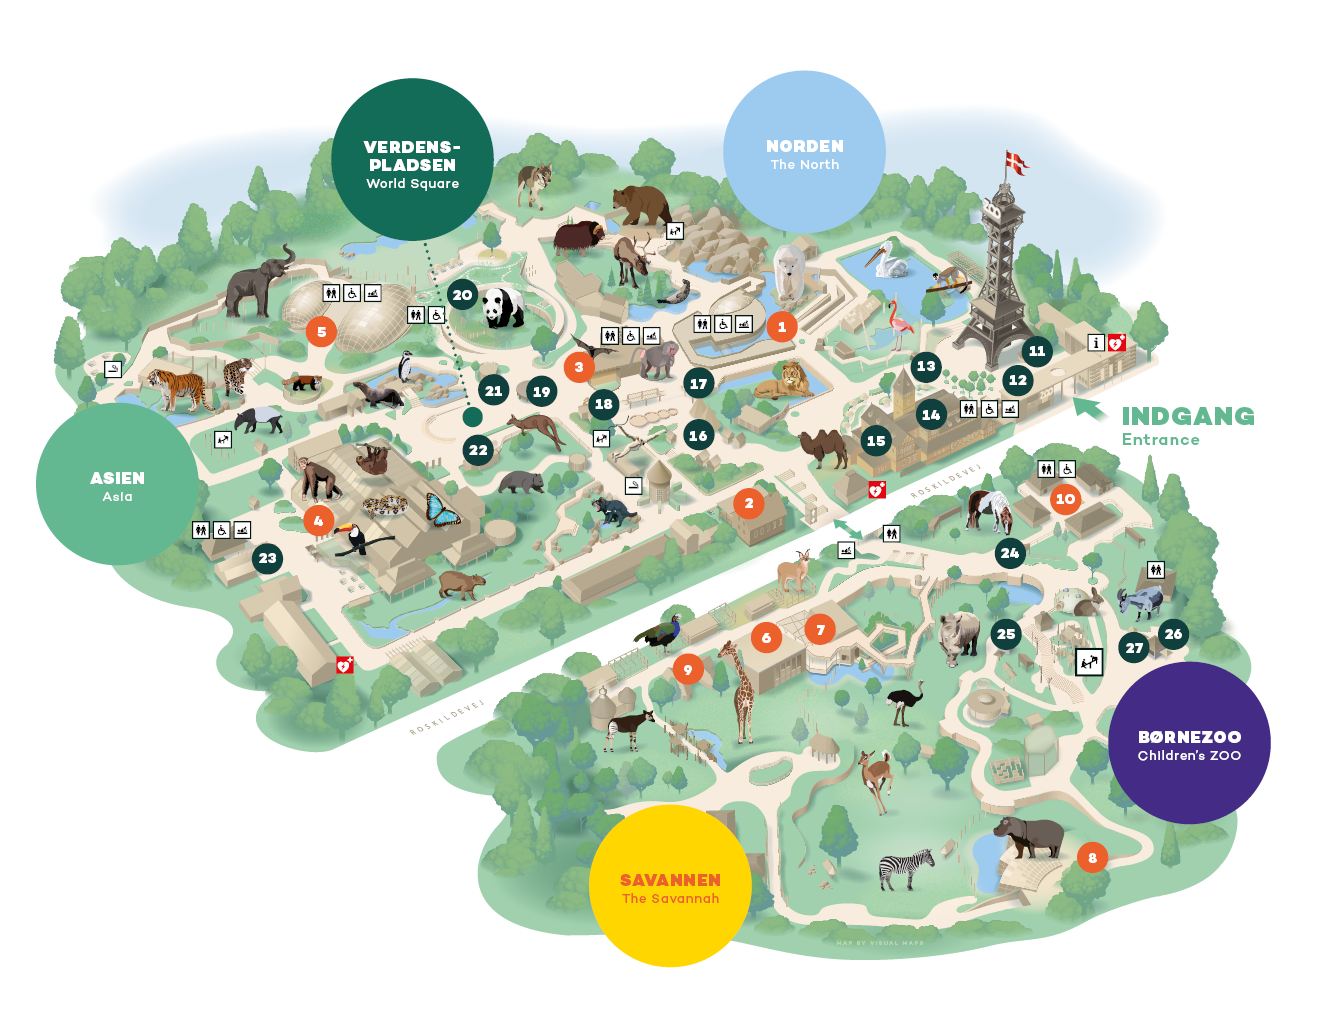 VERDENS-
PLADSEN
World Square
NORDEN
The North
20
5
1
3
21
19
17
18
16
22
13
11
12
14
15
i
INDGANG
Entrance
ASIEN
Asia
4
2
10
ROSKILDEVEJ
23
24
6
7
25
26
27
9
ROSKILDEVEJ
BØRNEZOO
Children's ZOO
8
SAVANNEN
The Savannah
MAP BY VISUAL MAPS